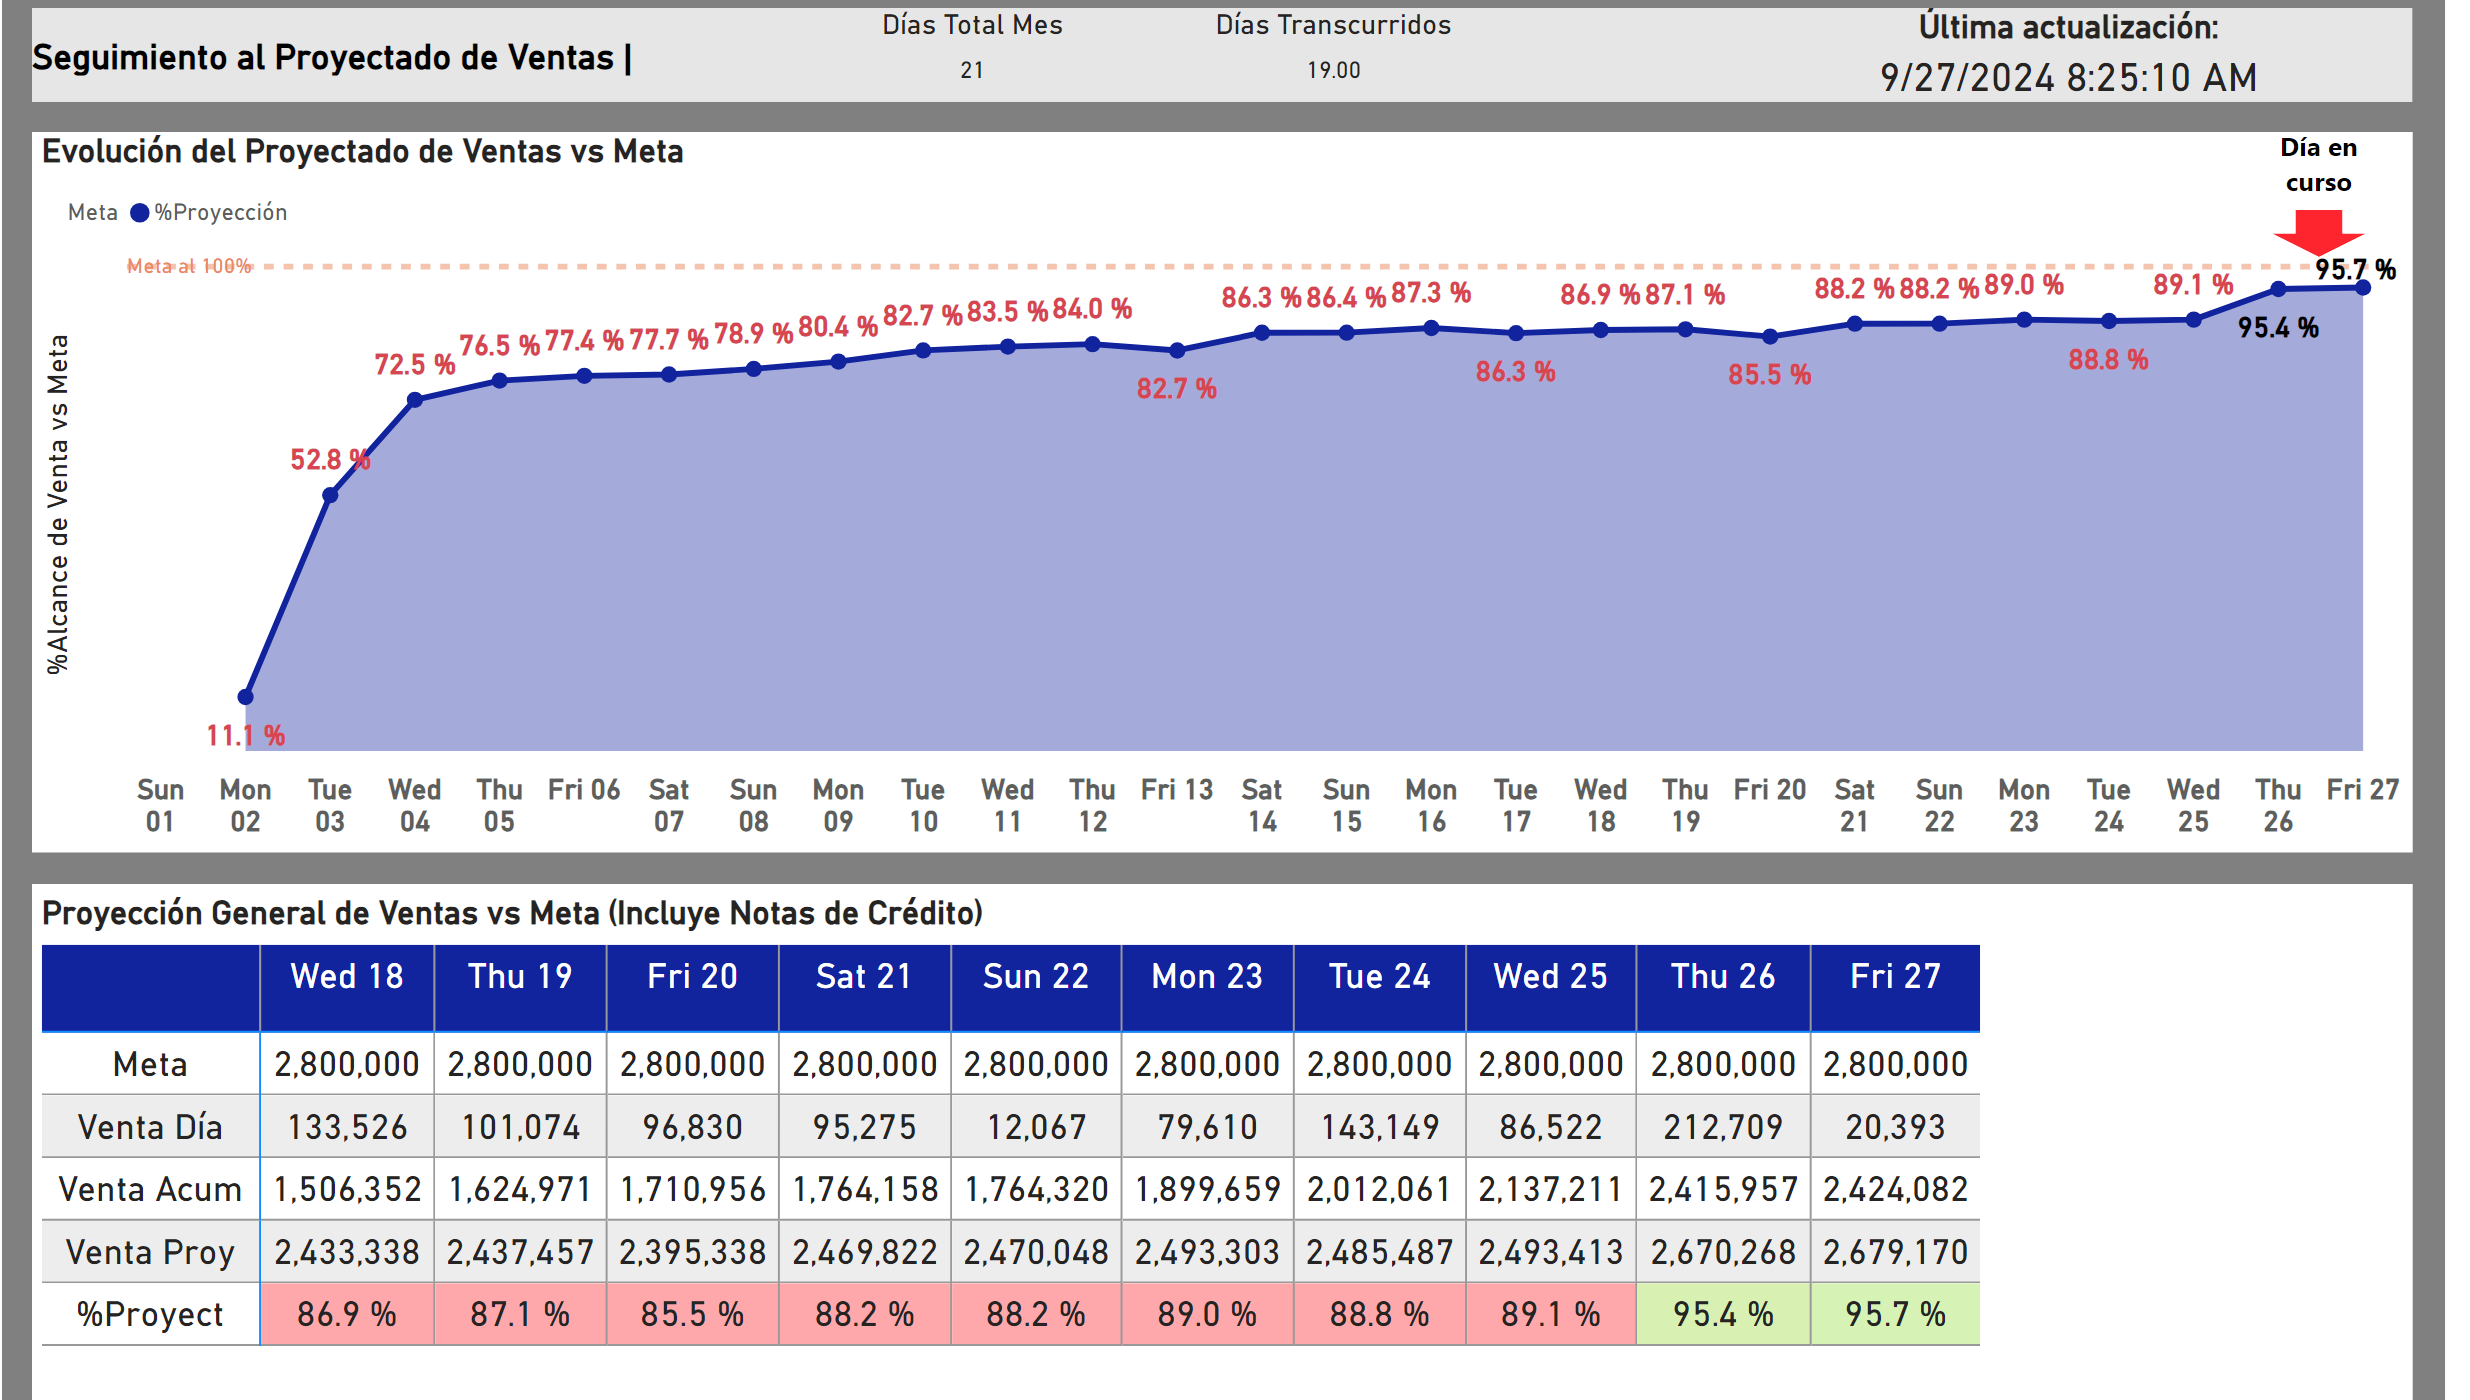 Seguimiento al Proyectado de Ventas |
Días Total Mes
21
Días Transcurridos
19.00
Última actualización:
9/27/2024 8:25:10 AM
Evolución del Proyectado de Ventas vs Meta
Día en
curso
Meta %Proyección
Meta al 100%
%Alcance de Venta vs Meta
11.1 %
52.8 %
72.5 %
76.5 %
77.4 %
77.7 %
78.9 %
80.4 %
82.7 %
83.5 %
84.0 %
82.7 %
86.3 %
86.4 %
87.3 %
86.3 %
86.9 %
87.1 %
85.5 %
88.2 %
88.2 %
89.0 %
88.8 %
89.1 %
95.4 %
95.7 %
Sun 01
Mon 02
Tue 03
Wed 04
Thu 05
Fri 06
Sat 07
Sun 08
Mon 09
Tue 10
Wed 11
Thu 12
Fri 13
Sat 14
Sun 15
Mon 16
Tue 17
Wed 18
Thu 19
Fri 20
Sat 21
Sun 22
Mon 23
Tue 24
Wed 25
Thu 26
Fri 27
Proyección General de Ventas vs Meta (Incluye Notas de Crédito)
Wed 18 Thu 19 Fri 20 Sat 21 Sun 22 Mon 23 Tue 24 Wed 25 Thu 26 Fri 27
Meta 2,800,000 2,800,000 2,800,000 2,800,000 2,800,000 2,800,000 2,800,000 2,800,000 2,800,000 2,800,000
Venta Día 133,526 101,074 96,830 95,275 12,067 79,610 143,149 86,522 212,709 20,393
Venta Acum 1,506,352 1,624,971 1,710,956 1,764,158 1,764,320 1,899,659 2,012,061 2,137,211 2,415,957 2,424,082
Venta Proy 2,433,338 2,437,457 2,395,338 2,469,822 2,470,048 2,493,303 2,485,487 2,493,413 2,670,268 2,679,170
%Proyect 86.9 % 87.1 % 85.5 % 88.2 % 88.2 % 89.0 % 88.8 % 89.1 % 95.4 % 95.7 %